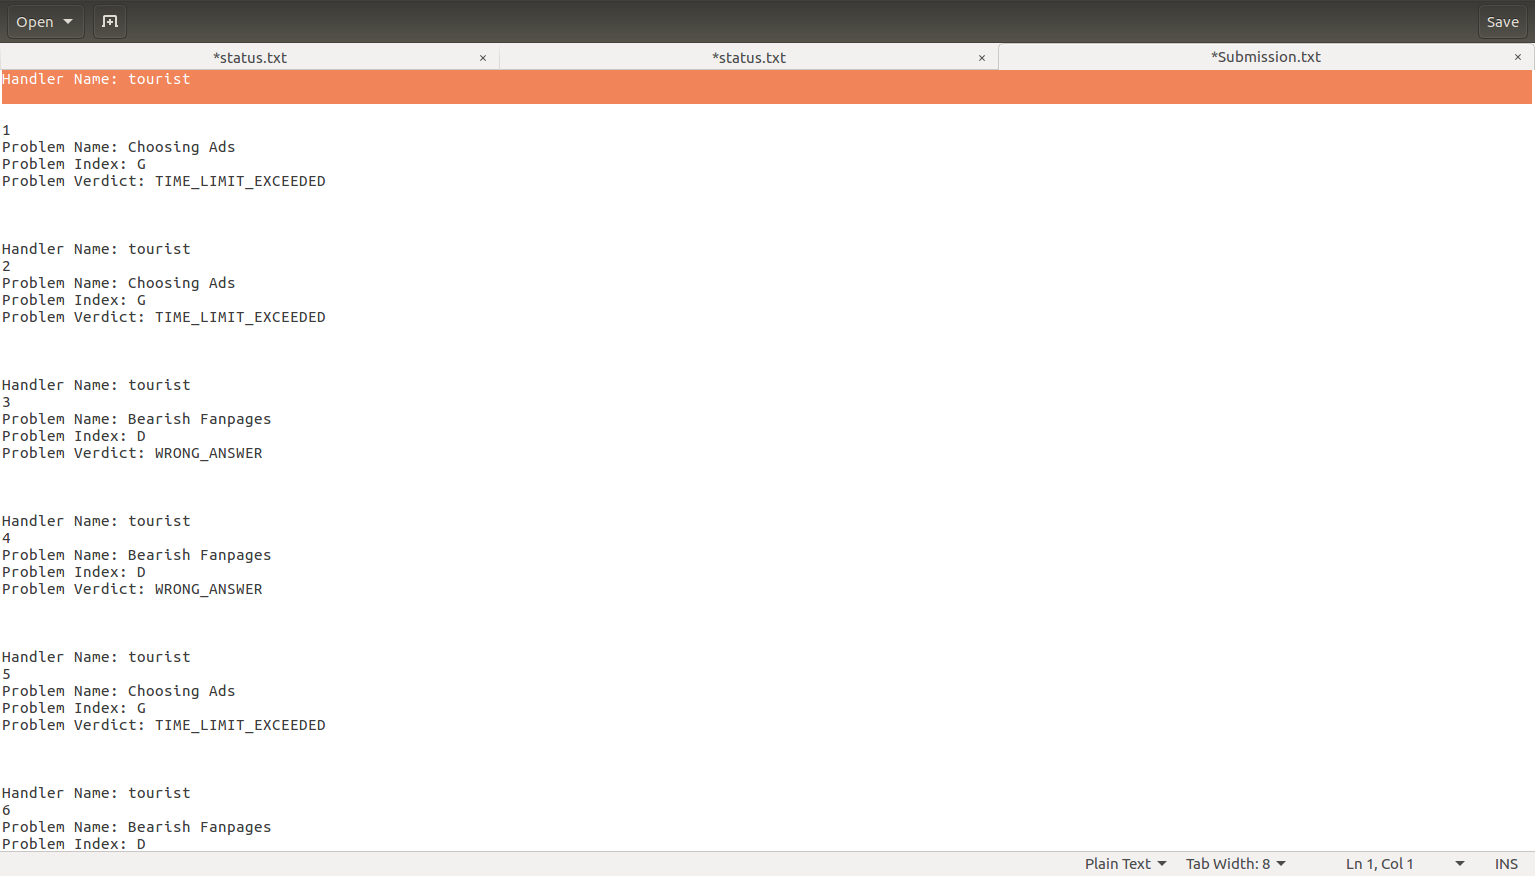 Open
Save
*status.txt ×
*status.txt ×
*Submission.txt ×
Handler Name: tourist
1
Problem Name: Choosing Ads
Problem Index: G
Problem Verdict: TIME_LIMIT_EXCEEDED
Handler Name: tourist
2
Problem Name: Choosing Ads
Problem Index: G
Problem Verdict: TIME_LIMIT_EXCEEDED
Handler Name: tourist
3
Problem Name: Bearish Fanpages
Problem Index: D
Problem Verdict: WRONG_ANSWER
Handler Name: tourist
4
Problem Name: Bearish Fanpages
Problem Index: D
Problem Verdict: WRONG_ANSWER
Handler Name: tourist
5
Problem Name: Choosing Ads
Problem Index: G
Problem Verdict: TIME_LIMIT_EXCEEDED
Handler Name: tourist
6
Problem Name: Bearish Fanpages
Problem Index: D
Plain Text Tab Width: 8 Ln 1, Col 1 INS